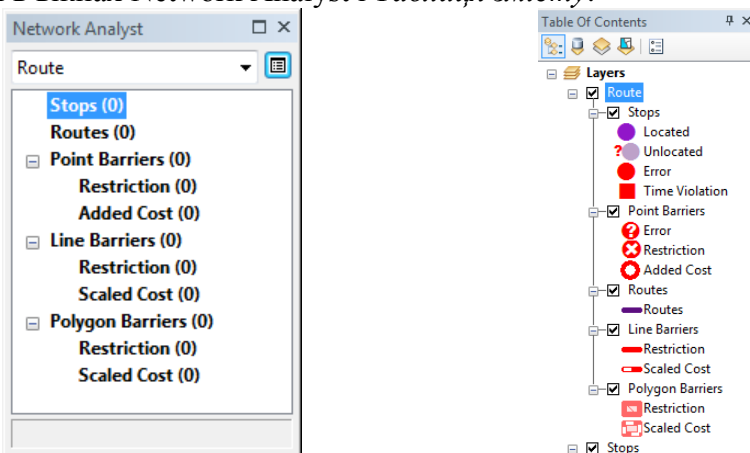 Network Analyst
Route
Stops (0)
Routes (0)
Point Barriers (0)
Restriction (0)
Added Cost (0)
Line Barriers (0)
Restriction (0)
Scaled Cost (0)
Polygon Barriers (0)
Restriction (0)
Scaled Cost (0)
Table Of Contents
Layers
Route
Stops
Located
Unlocated
Error
Time Violation
Point Barriers
Error
Restriction
Added Cost
Routes
Routes
Line Barriers
Restriction
Scaled Cost
Polygon Barriers
Restriction
Scaled Cost
Stops